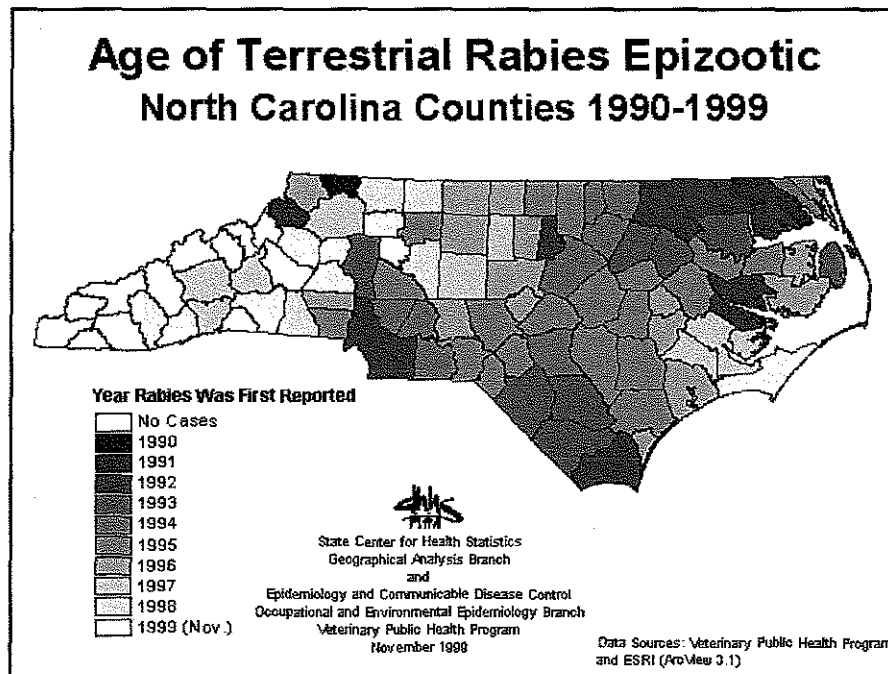 Age of Terrestrial Rabies Epizootic
North Carolina Counties 1990-1999
Year Rabies Was First Reported
No Cases
1990
1991
1992
1993
1994
1995
1996
1997
1998
1999 (Nov.)
State Center for Health Statistics
Geographical Analysis Branch
and
Epidemiology and Communicable Disease Control
Occupational and Environmental Epidemiology Branch
Veterinary Public Health Program
November 1999
Data Sources: Veterinary Public Health Program
and ESRI (ArcView 3.1)